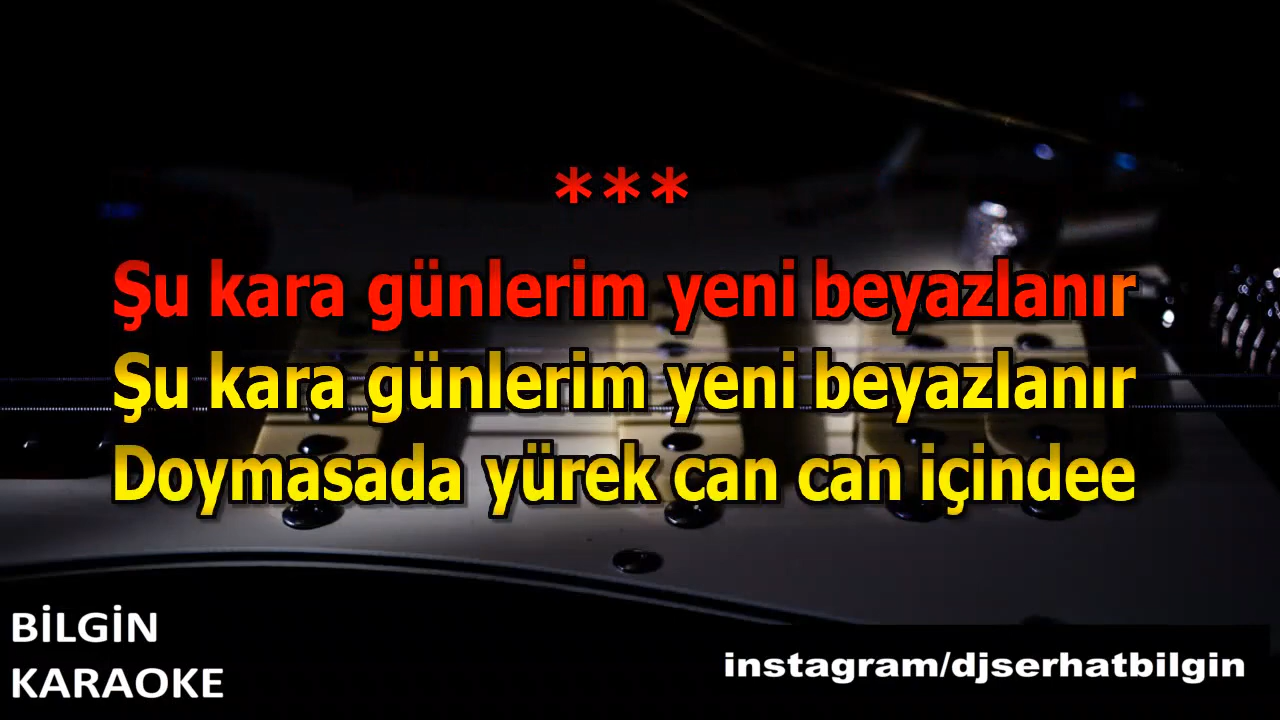 ***
Şu kara günlerim yeni beyazlanır
Şu kara günlerim yeni beyazlanır
Doymasada yürek can can içindee
BİLGİN
KARAOKE
instagram/djserhatbilgin